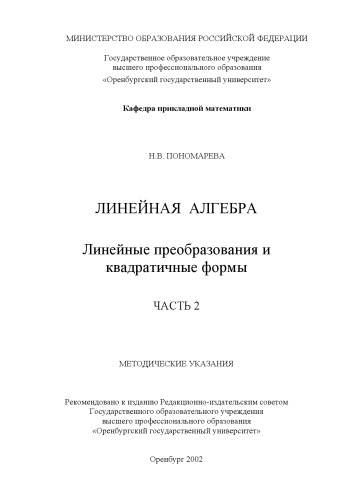 МИНИСТЕРСТВО ОБРАЗОВАНИЯ РОССИЙСКОЙ ФЕДЕРАЦИИ
Государственное образовательное учреждение
высшего профессионального образования
«Оренбургский государственный университет»
Кафедра прикладной математики
Н.В. ПОНОМАРЕВА
ЛИНЕЙНАЯ АЛГЕБРА
Линейные преобразования и
квадратичные формы
ЧАСТЬ 2
МЕТОДИЧЕСКИЕ УКАЗАНИЯ
Рекомендовано к изданию Редакционно-издательским советом
Государственного образовательного учреждения
высшего профессионального образования
«Оренбургский государственный университет»
Оренбург 2002